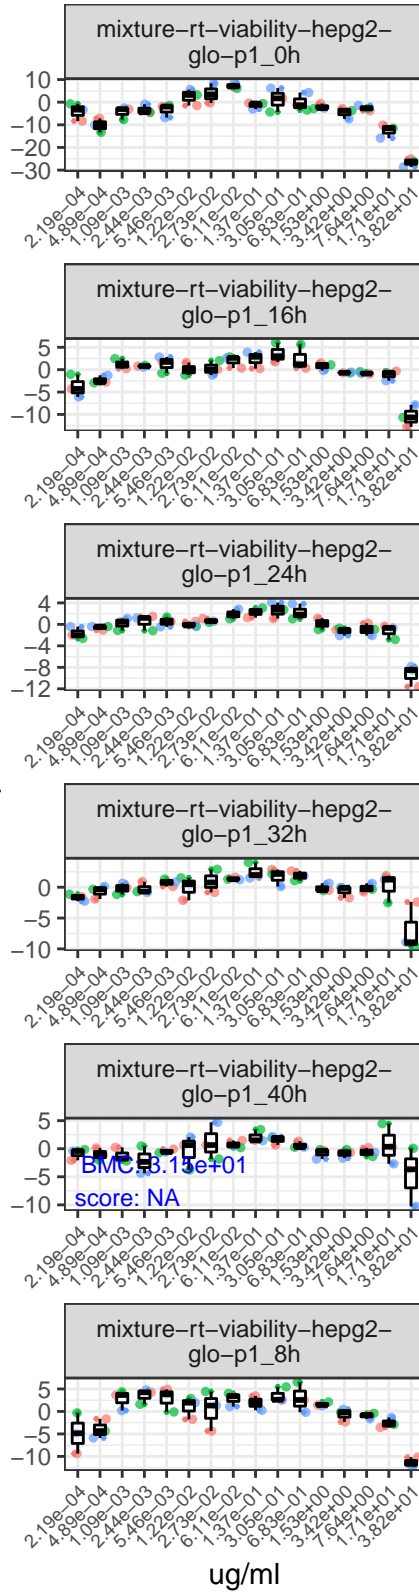 mixture−rt−viability−hepg2−
glo−p1_0h
10
0
−10
−20
−30
2.19e−04
4.89e−04
1.09e−03
2.44e−03
5.46e−03
1.22e−02
2.73e−02
6.11e−02
1.37e−01
3.05e−01
6.83e−01
1.53e+00
3.42e+00
7.64e+00
1.71e+01
3.82e+01
mixture−rt−viability−hepg2−
glo−p1_16h
5
0
−5
−10
2.19e−04
4.89e−04
1.09e−03
2.44e−03
5.46e−03
1.22e−02
2.73e−02
6.11e−02
1.37e−01
3.05e−01
6.83e−01
1.53e+00
3.42e+00
7.64e+00
1.71e+01
3.82e+01
mixture−rt−viability−hepg2−
glo−p1_24h
4
0
−4
−8
−12
2.19e−04
4.89e−04
1.09e−03
2.44e−03
5.46e−03
1.22e−02
2.73e−02
6.11e−02
1.37e−01
3.05e−01
6.83e−01
1.53e+00
3.42e+00
7.64e+00
1.71e+01
3.82e+01
mixture−rt−viability−hepg2−
glo−p1_32h
0
−5
−10
2.19e−04
4.89e−04
1.09e−03
2.44e−03
5.46e−03
1.22e−02
2.73e−02
6.11e−02
1.37e−01
3.05e−01
6.83e−01
1.53e+00
3.42e+00
7.64e+00
1.71e+01
3.82e+01
mixture−rt−viability−hepg2−
glo−p1_40h
5
0
−5
−10
BMC: 3.15e+01
score: NA
2.19e−04
4.89e−04
1.09e−03
2.44e−03
5.46e−03
1.22e−02
2.73e−02
6.11e−02
1.37e−01
3.05e−01
6.83e−01
1.53e+00
3.42e+00
7.64e+00
1.71e+01
3.82e+01
mixture−rt−viability−hepg2−
glo−p1_8h
5
0
−5
−10
2.19e−04
4.89e−04
1.09e−03
2.44e−03
5.46e−03
1.22e−02
2.73e−02
6.11e−02
1.37e−01
3.05e−01
6.83e−01
1.53e+00
3.42e+00
7.64e+00
1.71e+01
3.82e+01
ug/ml